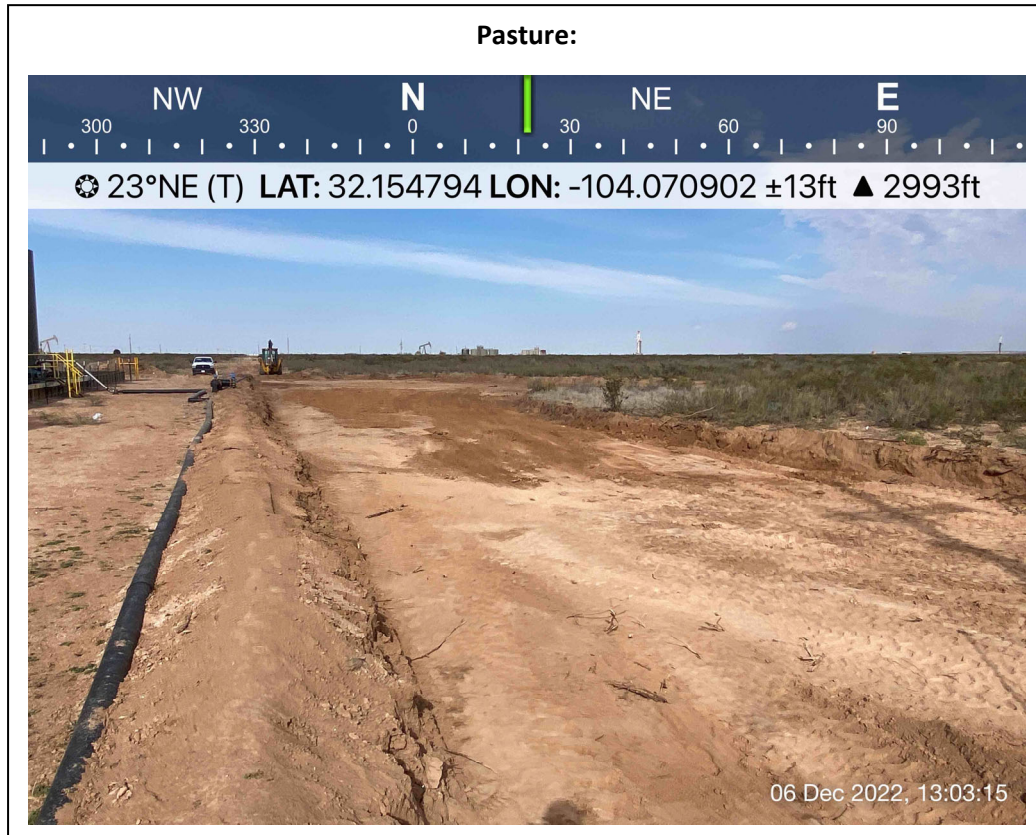 Pasture:
NW N NE E
300 330 0 30 60 90
23°NE (T) LAT: 32.154794 LON: -104.070902 ±13ft ▲ 2993ft
06 Dec 2022, 13:03:15